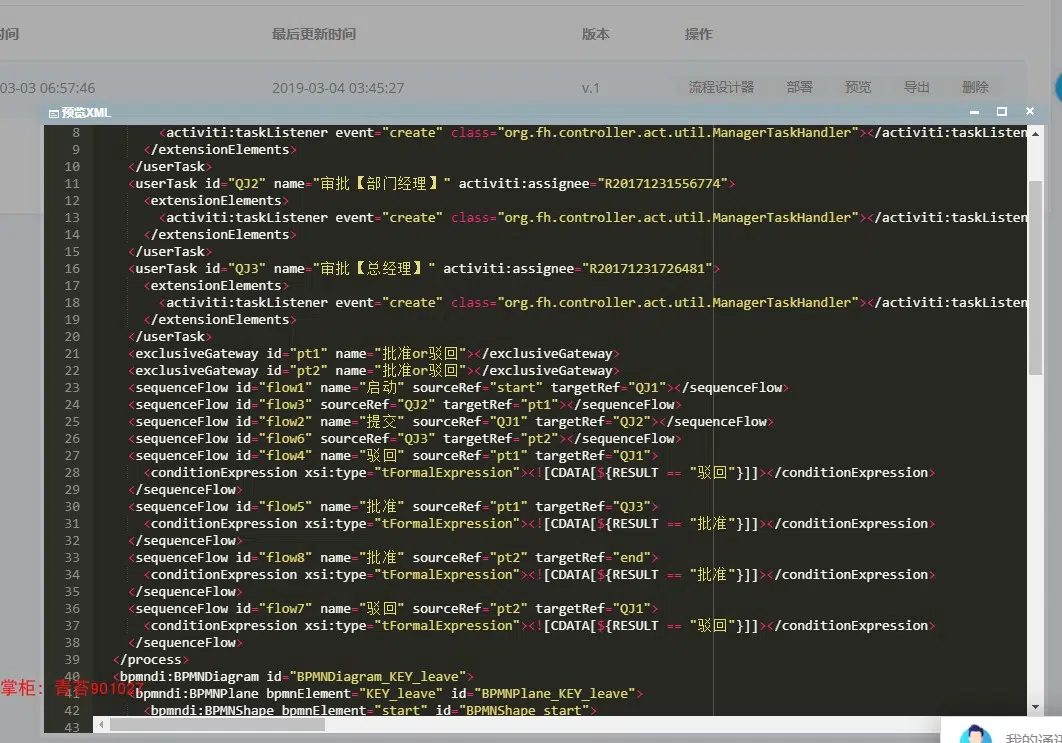 时间 最后更新时间 版本 操作
03-03 06:57:46 2019-03-04 03:45:27 v.1 流程设计器 部署 预览 导出 删除
预览XML
8 <activiti:taskListener event="create" class="org.fh.controller.act.util.ManagerTaskHandler"></activiti:taskListen
9 </extensionElements>
10 </userTask>
11 <userTask id="QJ2" name="审批【部门经理】" activiti:assignee="R20171231556774">
12 <extensionElements>
13 <activiti:taskListener event="create" class="org.fh.controller.act.util.ManagerTaskHandler"></activiti:taskListen
14 </extensionElements>
15 </userTask>
16 <userTask id="QJ3" name="审批【总经理】" activiti:assignee="R20171231726481">
17 <extensionElements>
18 <activiti:taskListener event="create" class="org.fh.controller.act.util.ManagerTaskHandler"></activiti:taskListen
19 </extensionElements>
20 </userTask>
21 <exclusiveGateway id="pt1" name="批准or驳回"></exclusiveGateway>
22 <exclusiveGateway id="pt2" name="批准or驳回"></exclusiveGateway>
23 <sequenceFlow id="flow1" name="启动" sourceRef="start" targetRef="QJ1"></sequenceFlow>
24 <sequenceFlow id="flow3" sourceRef="QJ2" targetRef="pt1"></sequenceFlow>
25 <sequenceFlow id="flow2" name="提交" sourceRef="QJ1" targetRef="QJ2"></sequenceFlow>
26 <sequenceFlow id="flow6" sourceRef="QJ3" targetRef="pt2"></sequenceFlow>
27 <sequenceFlow id="flow4" name="驳回" sourceRef="pt1" targetRef="QJ1">
28 <conditionExpression xsi:type="tFormalExpression"><![CDATA[${RESULT == "驳回"}]]></conditionExpression>
29 </sequenceFlow>
30 <sequenceFlow id="flow5" name="批准" sourceRef="pt1" targetRef="QJ3">
31 <conditionExpression xsi:type="tFormalExpression"><![CDATA[${RESULT == "批准"}]]></conditionExpression>
32 </sequenceFlow>
33 <sequenceFlow id="flow8" name="批准" sourceRef="pt2" targetRef="end">
34 <conditionExpression xsi:type="tFormalExpression"><![CDATA[${RESULT == "批准"}]]></conditionExpression>
35 </sequenceFlow>
36 <sequenceFlow id="flow7" name="驳回" sourceRef="pt2" targetRef="QJ1">
37 <conditionExpression xsi:type="tFormalExpression"><![CDATA[${RESULT == "驳回"}]]></conditionExpression>
38 </sequenceFlow>
39 </process>
40 <bpmndi:BPMNDiagram id="BPMNDiagram_KEY_leave">
掌柜：青苔901027
41 <bpmndi:BPMNPlane bpmnElement="KEY_leave" id="BPMNPlane_KEY_leave">
42 <bpmndi:BPMNShape bpmnElement="start" id="BPMNShape_start">
43
我的通讯